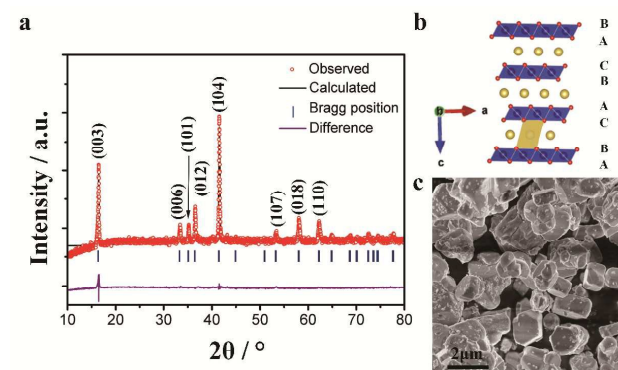 a
Intensity / a.u.
2θ / °
10 20 30 40 50 60 70 80
(003)
(006)
(101)
(012)
(104)
(107)
(018)
(110)
Observed
Calculated
Bragg position
Difference
b
B
A
C
B
A
C
B
A
b
a
c
c
2μm